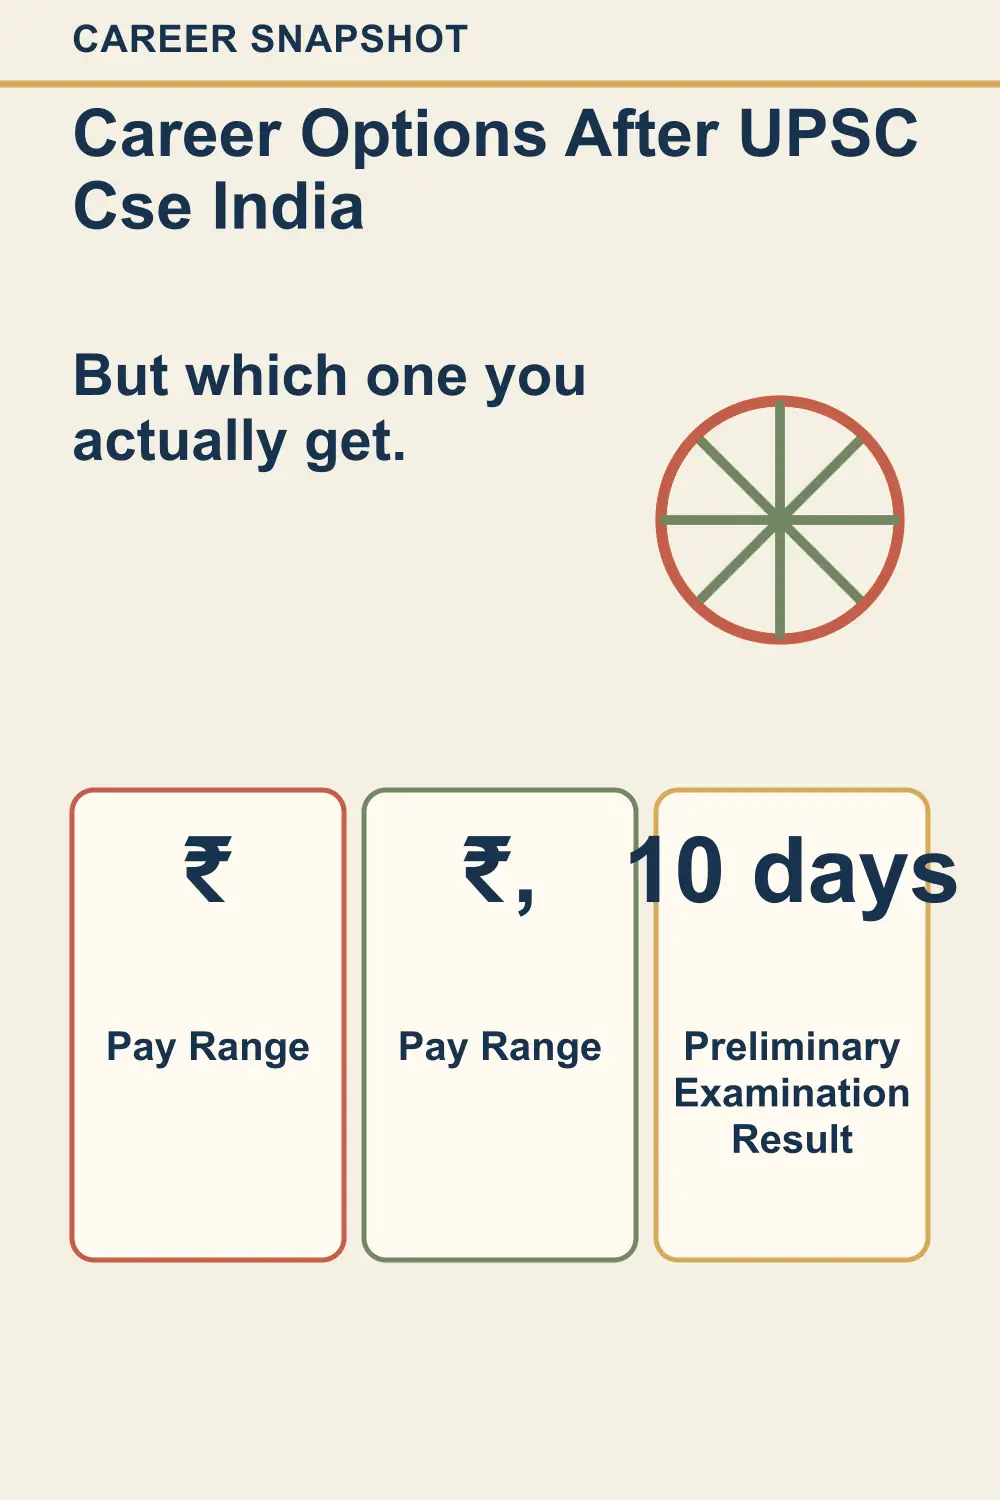 CAREER SNAPSHOT
Career Options After UPSC
Cse India
But which one you
actually get.
₹
Pay Range
₹,
Pay Range
10 days
Preliminary
Examination
Result